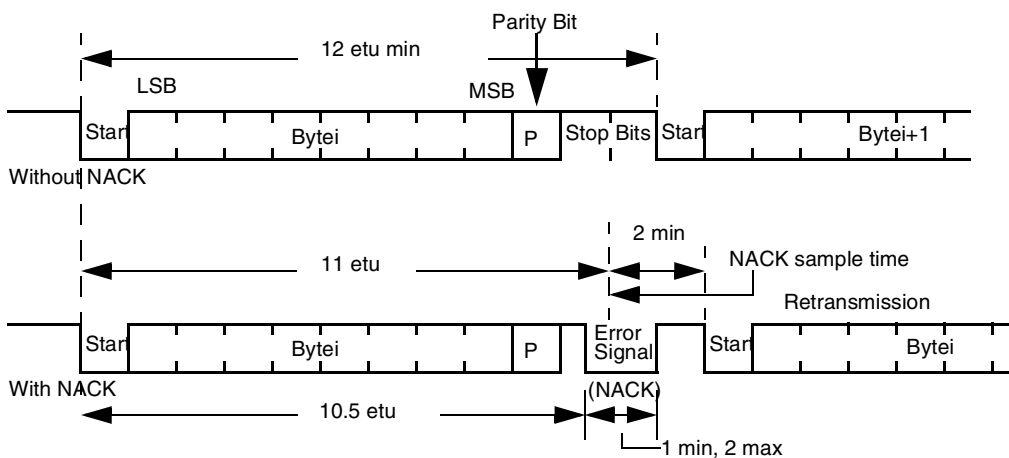 Parity Bit
12 etu min
LSB
MSB
Start
Bytei
P
Stop Bits
Start
Bytei+1
Without NACK
2 min
11 etu
NACK sample time
Retransmission
Start
Bytei
P
Error
Signal
Start
Bytei
With NACK
(NACK)
10.5 etu
1 min, 2 max